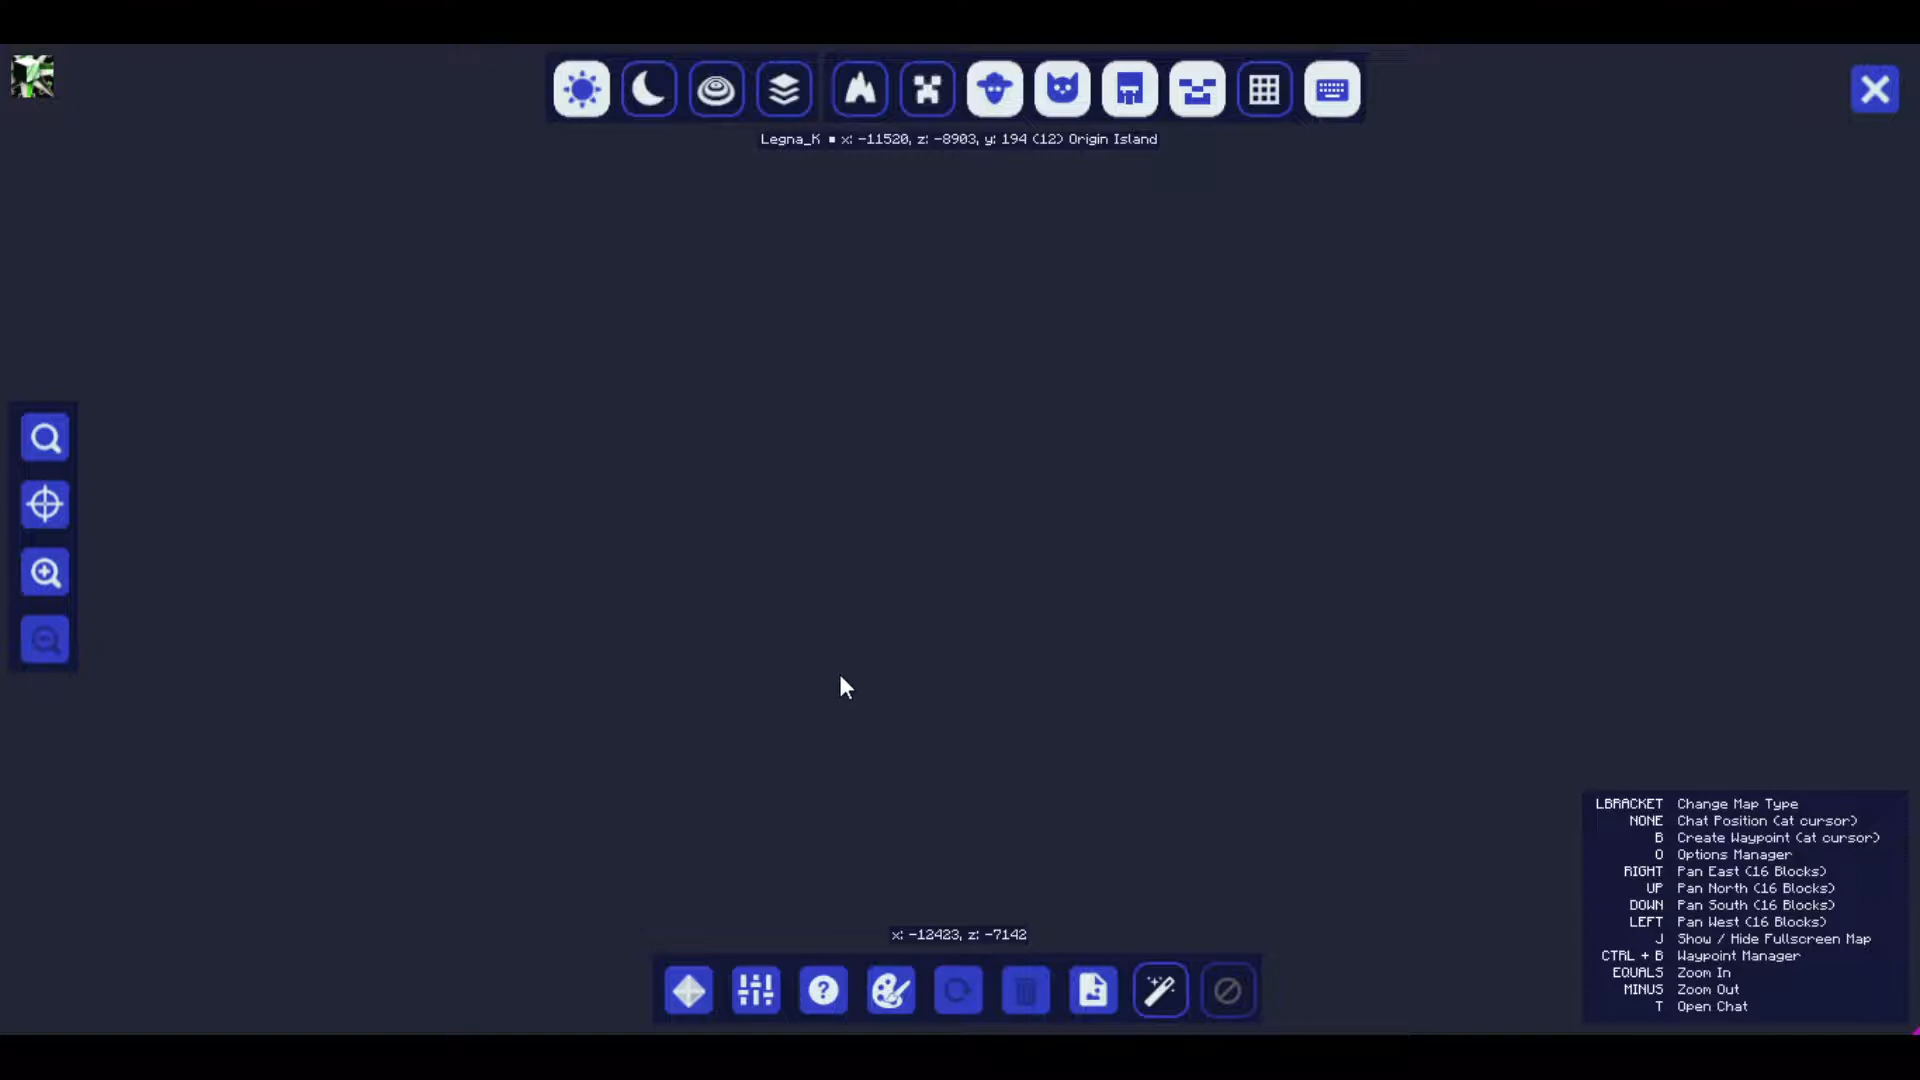 Legna_K ▪ x: -11520, z: -8903, y: 194 (12) Origin Island
LBRACKET Change Map Type
NONE Chat Position (at cursor)
B Create Waypoint (at cursor)
O Options Manager
RIGHT Pan East (16 Blocks)
UP Pan North (16 Blocks)
DOWN Pan South (16 Blocks)
LEFT Pan West (16 Blocks)
J Show / Hide Fullscreen Map
CTRL + B Waypoint Manager
EQUALS Zoom In
MINUS Zoom Out
T Open Chat
x: -12423, z: -7142